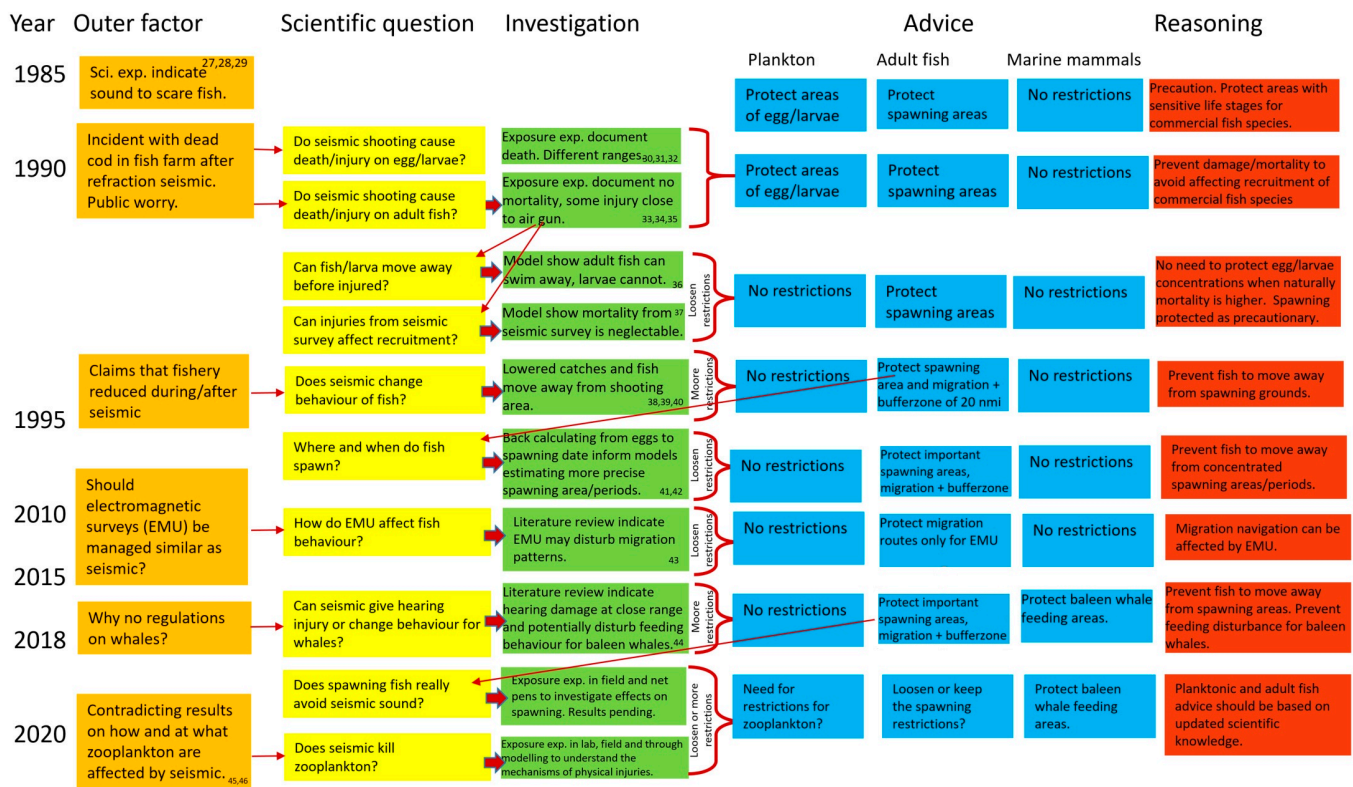 Year Outer factor Scientific question Investigation Advice Reasoning
Plankton Adult fish Marine mammals
1985
Sci. exp. indicate 27,28,29
sound to scare fish.
Protect areas
of egg/larvae
Protect
spawning areas
No restrictions
Precaution. Protect areas with
sensitive life stages for
commercial fish species.
1990
Incident with dead
cod in fish farm after
refraction seismic.
Public worry.
Do seismic shooting cause
death/injury on egg/larvae?
Exposure exp. document
death. Different ranges 30,31,32
Do seismic shooting cause
death/injury on adult fish?
Exposure exp. document no
mortality, some injury close
to air gun.
33,34,35
Protect areas
of egg/larvae
Protect
spawning areas
No restrictions
Prevent damage/mortality to
avoid affecting recruitment of
commercial fish species
Can fish/larva move away
before injured?
Model show adult fish can
swim away, larvae cannot. 36
Can injuries from seismic
survey affect recruitment?
Model show mortality from 37
seismic survey is neglectable.
Loosen
restrictions
No restrictions
Protect
spawning areas
No restrictions
No need to protect egg/larvae
concentrations when naturally
mortality is higher. Spawning
protected as precautionary.
1995
Claims that fishery
reduced during/after
seismic
Does seismic change
behaviour of fish?
Lowered catches and fish
move away from shooting
area. 38,39,40
Moore
restrictions
No restrictions
Protect spawning
area and migration +
bufferzone of 20 nmi
No restrictions
Prevent fish to move away
from spawning grounds.
Where and when do fish
spawn?
Back calculating from eggs to
spawning date inform models
estimating more precise
spawning area/periods. 41,42
Loosen
restrictions
No restrictions
Protect important
spawning areas,
migration + bufferzone
No restrictions
Prevent fish to move away
from concentrated
spawning areas/periods.
2010
2015
Should
electromagnetic
surveys (EMU) be
managed similar as
seismic?
How do EMU affect fish
behaviour?
Literature review indicate
EMU may disturb migration
patterns. 43
Loosen
restrictions
No restrictions
Protect migration
routes only for EMU
No restrictions
Migration navigation can be
affected by EMU.
2018
Why no regulations
on whales?
Can seismic give hearing
injury or change behaviour for
whales?
Literature review indicate
hearing damage at close range
and potentially disturb feeding
behaviour for baleen whales. 44
Moore
restrictions
No restrictions
Protect important
spawning areas,
migration + bufferzone
Protect baleen whale
feeding areas.
Prevent fish to move away
from spawning areas. Prevent
feeding disturbance for baleen
whales.
2020
Contradicting results
on how and at what
zooplankton are
affected by seismic. 45,46
Does spawning fish really
avoid seismic sound?
Exposure exp. in field and net
pens to investigate effects on
spawning. Results pending.
Does seismic kill
zooplankton?
Exposure exp. in lab, field and through
modelling to understand the
mechanisms of physical injuries.
Loosen or more
restrictions
Need for
restrictions for
zooplankton?
Loosen or keep
the spawning
restrictions?
Protect baleen
whale feeding
areas.
Planktonic and adult fish
advice should be based on
updated scientific
knowledge.